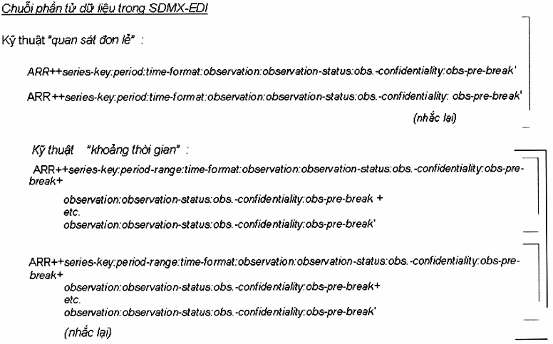 Chuỗi phần tử dữ liệu trong SDMX-EDI
Kỹ thuật "quan sát đơn lẻ" :
ARR++series-key:period:time-format:observation:observation-status:obs.-confidentiality:obs-pre-break'
ARR++series-key:period:time-format:observation:observation-status:obs.-confidentiality: obs-pre-break'
(nhắc lại)
Kỹ thuật "khoảng thời gian" :
ARR++series-key:period-range:time-format:observation:observation-status:obs.-confidentiality:obs-pre-
break+
observation:observation-status:obs.-confidentiality:obs-pre-break +
etc.
observation:observation-status:obs.-confidentiality:obs-pre-break'
ARR++series-key:period-range:time-format:observation:observation-status:obs.-confidentiality:obs-pre-
break+
observation:observation-status:obs.-confidentiality:obs-pre-break+
etc.
observation:observation-status:obs.-confidentiality:obs-pre-break'
(nhắc lại)